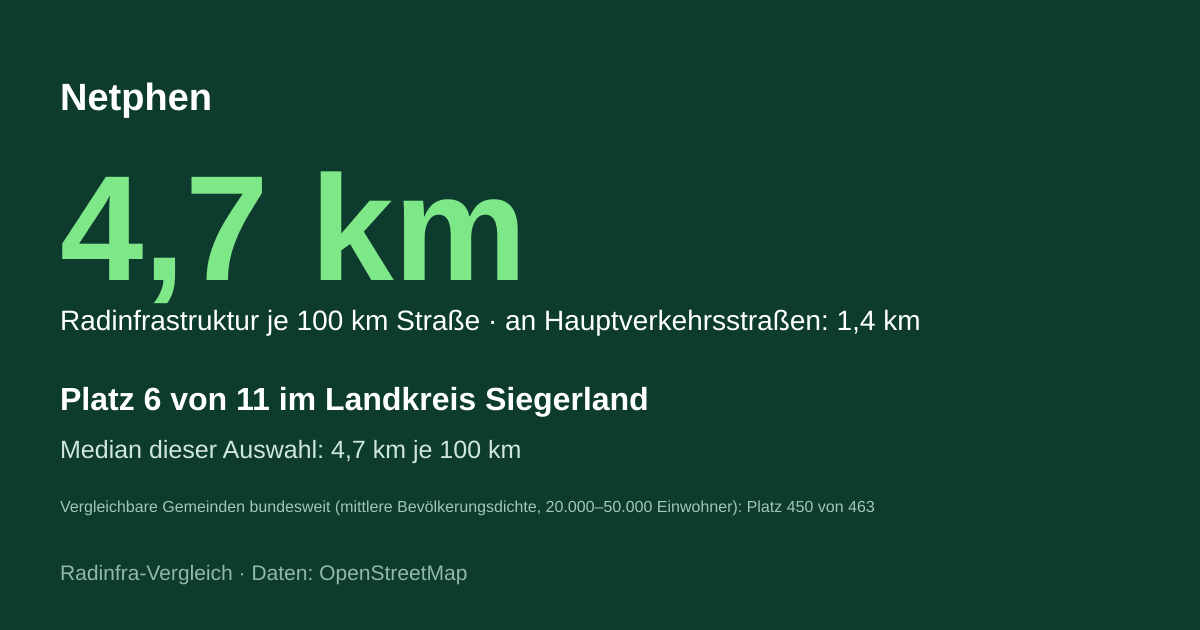 Netphen
4,7 km
Radinfrastruktur je 100 km Straße · an Hauptverkehrsstraßen: 1,4 km
Platz 6 von 11 im Landkreis Siegerland
Median dieser Auswahl: 4,7 km je 100 km
Vergleichbare Gemeinden bundesweit (mittlere Bevölkerungsdichte, 20.000–50.000 Einwohner): Platz 450 von 463
Radinfra-Vergleich · Daten: OpenStreetMap